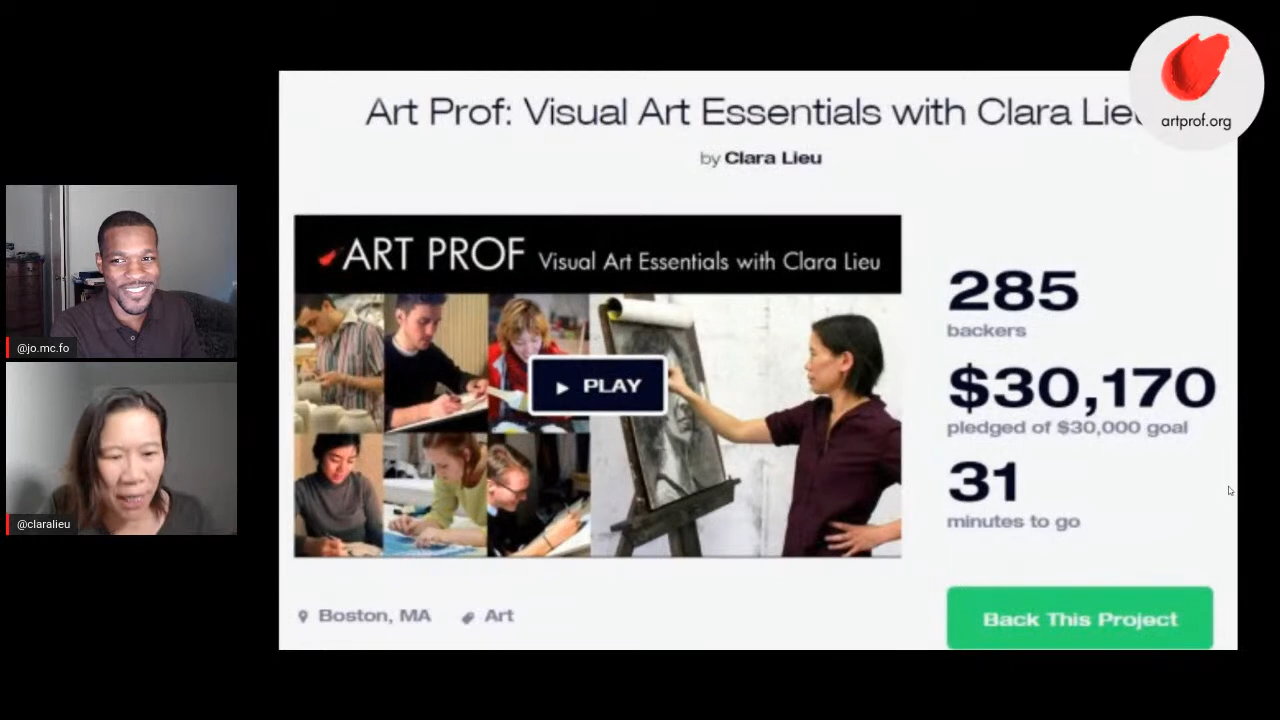 Art Prof: Visual Art Essentials with Clara Lieu
by Clara Lieu
artprof.org
ART PROF Visual Art Essentials with Clara Lieu
PLAY
285
backers
$30,170
pledged of $30,000 goal
31
minutes to go
Boston, MA
Art
Back This Project
@jo.mc.fo
@claralieu